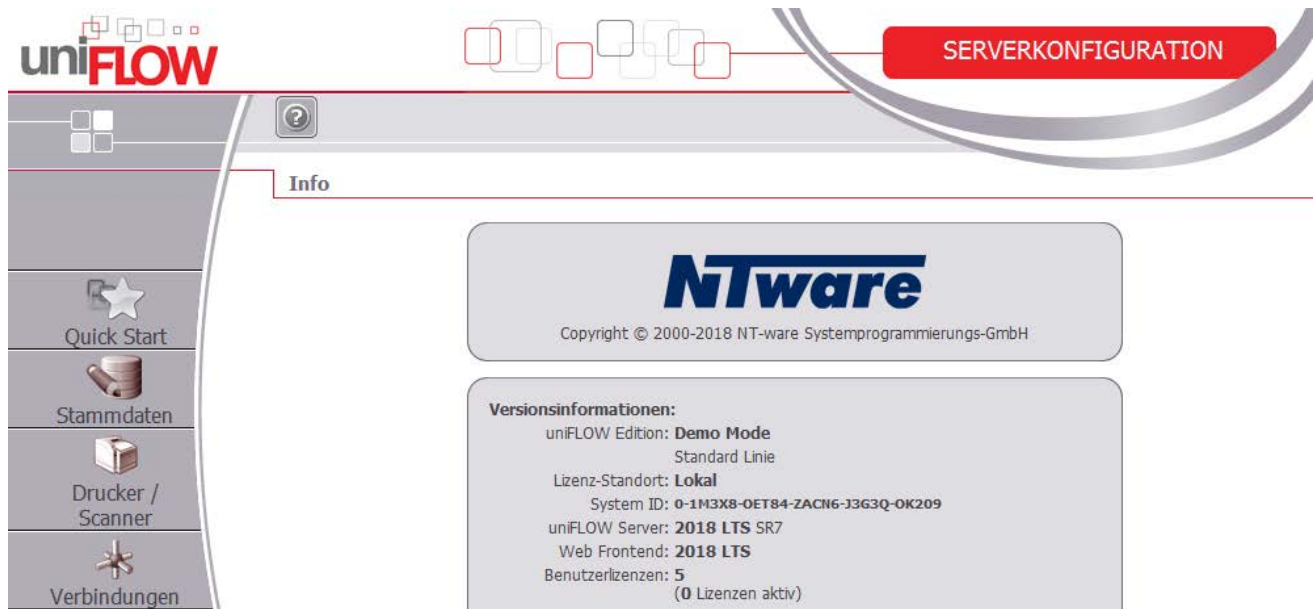 uniFLOW
SERVERKONFIGURATION
?
Info
NTware
Copyright © 2000-2018 NT-ware Systemprogrammierungs-GmbH
Quick Start
Stammdaten
Drucker /
Scanner
Verbindungen
Versionsinformationen:
uniFLOW Edition: Demo Mode
Standard Linie
Lizenz-Standort: Lokal
System ID: 0-1M3X8-OET84-ZACN6-J3G3Q-OK209
uniFLOW Server: 2018 LTS SR7
Web Frontend: 2018 LTS
Benutzerlizenzen: 5
(0 Lizenzen aktiv)